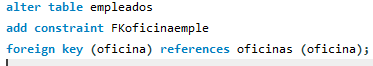 alter table empleados
add constraint FKoficinaemple
foreign key (oficina) references oficinas (oficina);